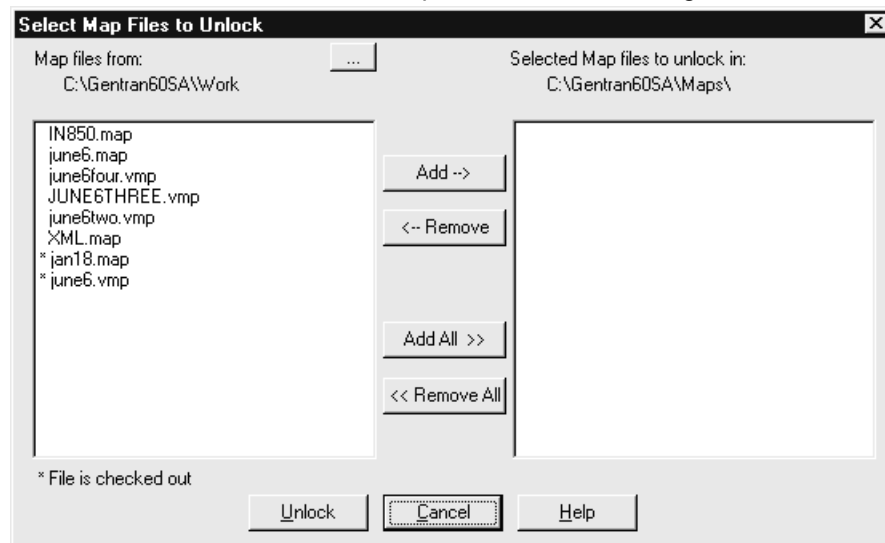 Select Map Files to Unlock
Map files from:
...
Selected Map files to unlock in:
C:\Gentran60SA\Work
C:\Gentran60SA\Maps\
IN850.map
june6.map
june6four.vmp
JUNE6THREE.vmp
june6two.vmp
XML.map
* jan18.map
* june6.vmp
Add -->
<-- Remove
Add All >>
<< Remove All
* File is checked out
Unlock
Cancel
Help